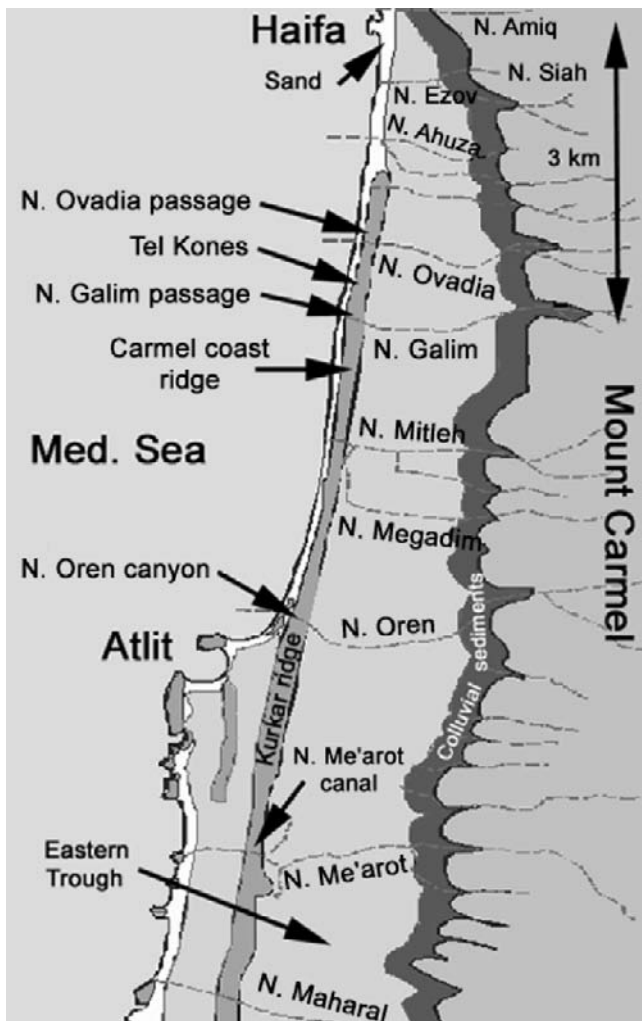 Haifa
N. Amiq
Sand
N. Siah
N. Ezov
N. Ahuza
3 km
N. Ovadia passage
Tel Kones
N. Ovadia
N. Galim passage
Carmel coast
ridge
N. Galim
Mount Carmel
Med. Sea
N. Mitleh
N. Megadim
N. Oren canyon
N. Oren
Atlit
Colluvial sediments
Kurkar ridge
N. Me'arot
canal
Eastern
Trough
N. Me'arot
N. Maharal